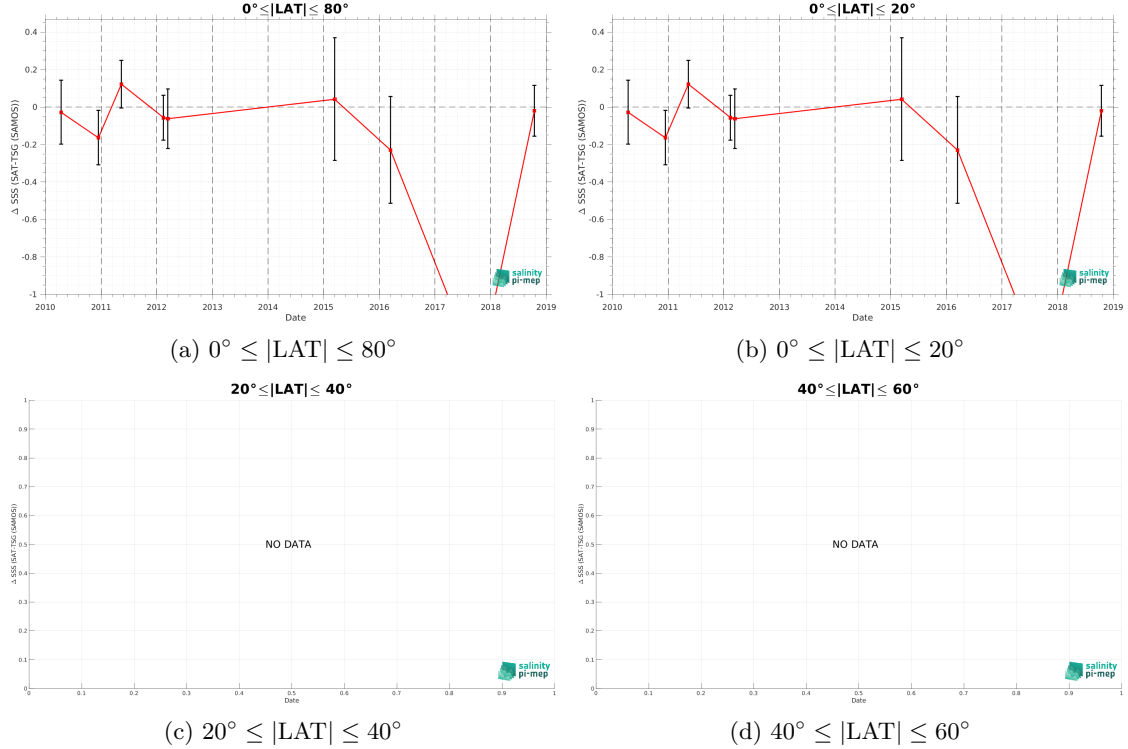 0°≤|LAT|≤ 80°
Δ SSS (SAT-TSG (SAMOS))
0.4
0.2
0
-0.2
-0.4
-0.6
-0.8
-1
2010 2011 2012 2013 2014 2015 2016 2017 2018 2019
Date
salinity
pi-mep
(a) 0° ≤ |LAT| ≤ 80°
0°≤|LAT|≤ 20°
Δ SSS (SAT-TSG (SAMOS))
0.4
0.2
0
-0.2
-0.4
-0.6
-0.8
-1
2010 2011 2012 2013 2014 2015 2016 2017 2018 2019
Date
salinity
pi-mep
(b) 0° ≤ |LAT| ≤ 20°
20°≤|LAT|≤ 40°
Δ SSS (SAT-TSG (SAMOS))
1
0.9
0.8
0.7
0.6
0.5
0.4
0.3
0.2
0.1
0
NO DATA
0 0.1 0.2 0.3 0.4 0.5 0.6 0.7 0.8 0.9 1
Date
salinity
pi-mep
(c) 20° ≤ |LAT| ≤ 40°
40°≤|LAT|≤ 60°
Δ SSS (SAT-TSG (SAMOS))
1
0.9
0.8
0.7
0.6
0.5
0.4
0.3
0.2
0.1
0
NO DATA
0 0.1 0.2 0.3 0.4 0.5 0.6 0.7 0.8 0.9 1
Date
salinity
pi-mep
(d) 40° ≤ |LAT| ≤ 60°